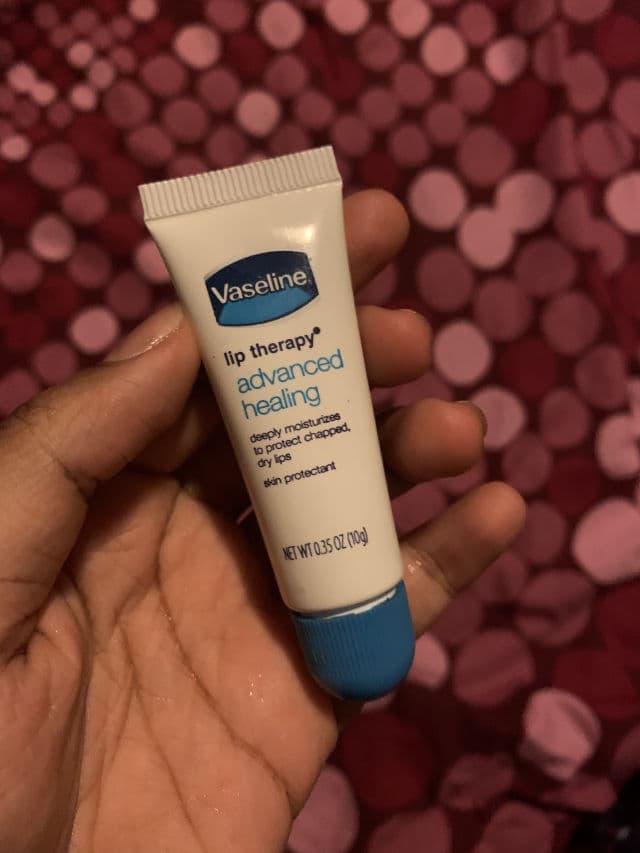 Vaseline
lip therapy®
advanced
healing
deeply moisturizes
to protect chapped,
dry lips
skin protectant
NET WT 0.35 OZ (10g)